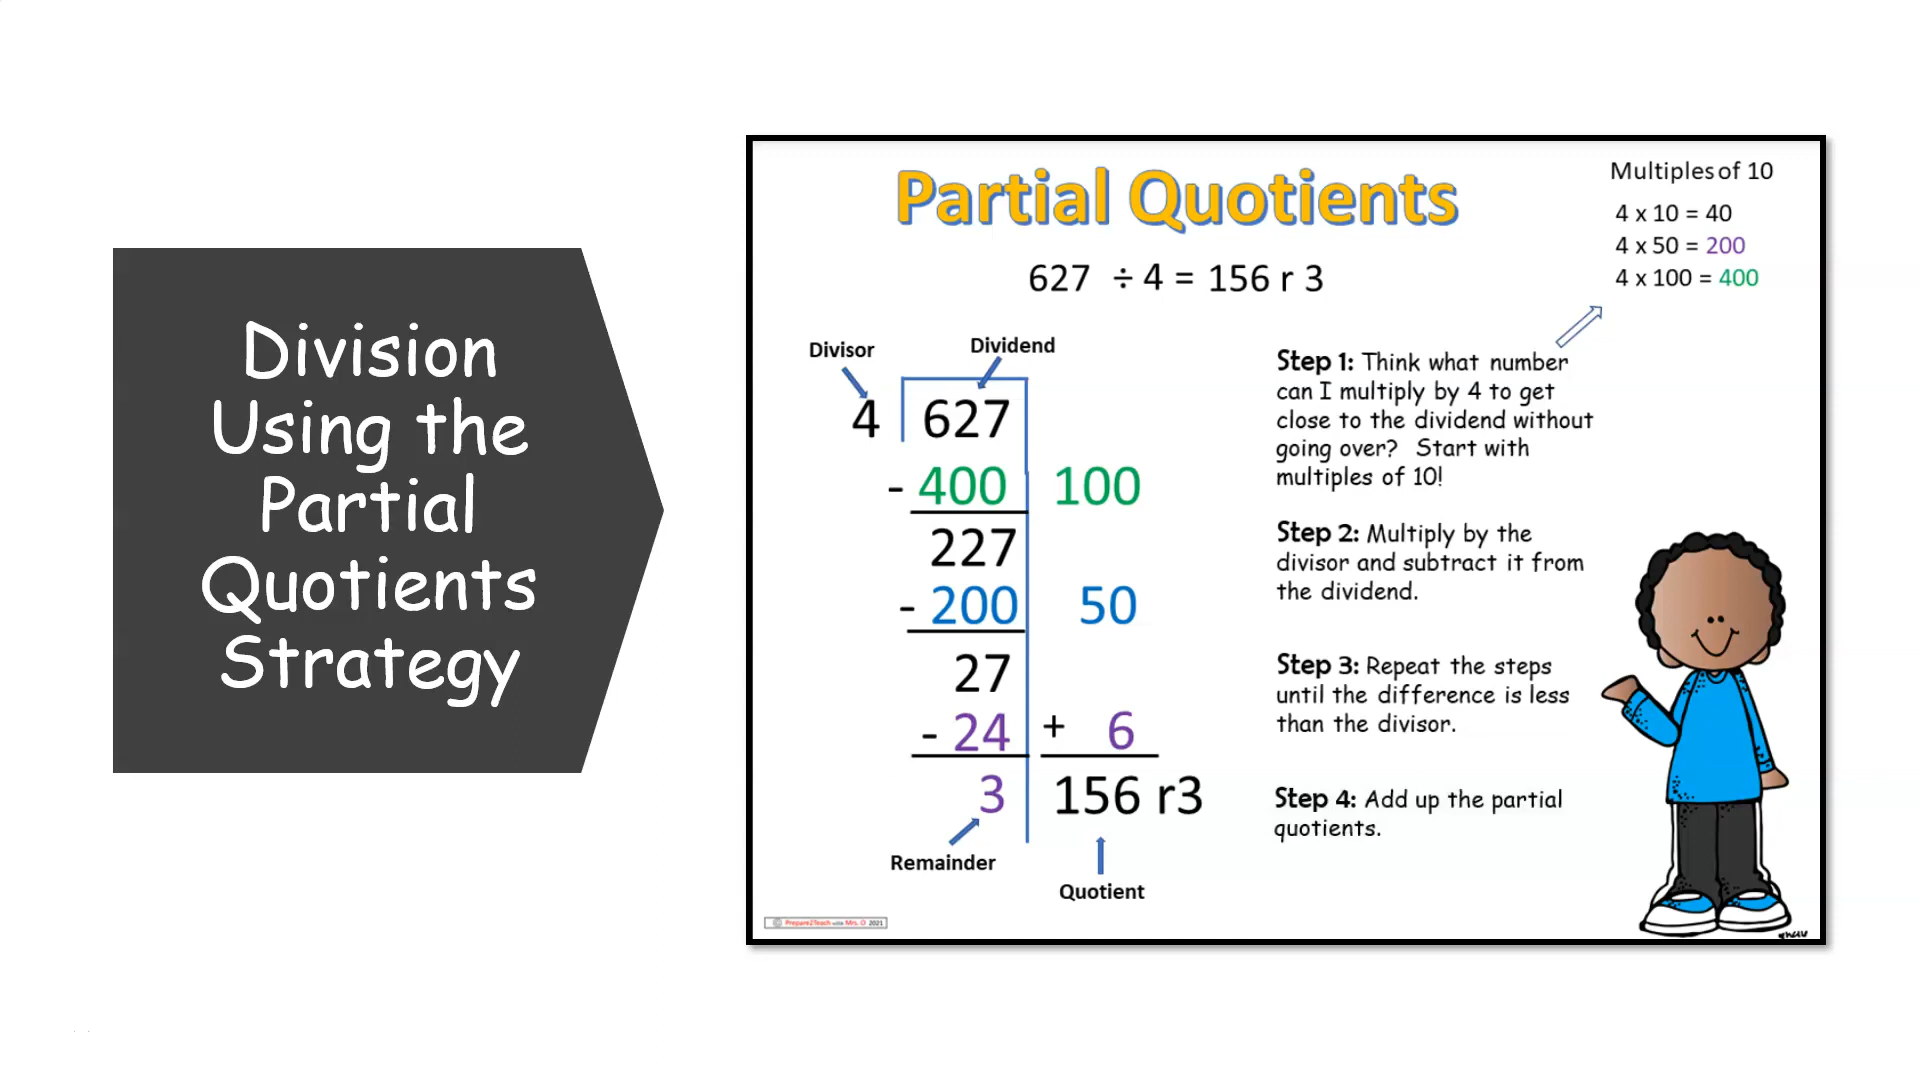 Division
Using the
Partial
Quotients
Strategy
Partial Quotients
627 ÷ 4 = 156 r 3
Multiples of 10
4 x 10 = 40
4 x 50 = 200
4 x 100 = 400
Divisor
Dividend
4 627
- 400 100
227
- 200 50
27
- 24 + 6
3 156 r3
Remainder
Quotient
Step 1: Think what number
can I multiply by 4 to get
close to the dividend without
going over? Start with
multiples of 10!
Step 2: Multiply by the
divisor and subtract it from
the dividend.
Step 3: Repeat the steps
until the difference is less
than the divisor.
Step 4: Add up the partial
quotients.
Prepare2Teach with Mrs. O 2021